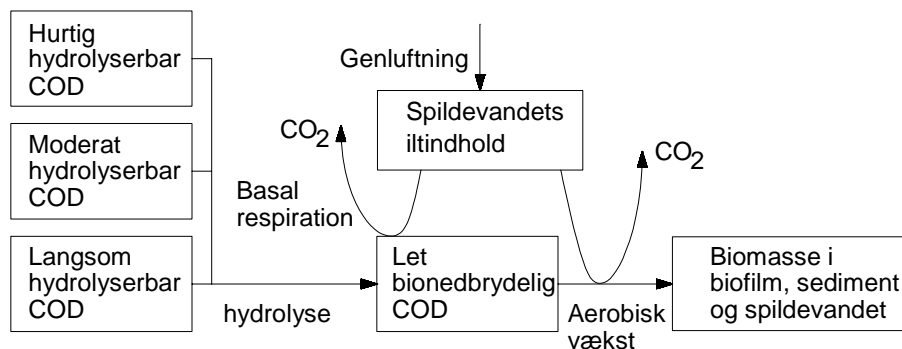 Hurtig
hydrolyserbar
COD
Genluftning
Spildevandets
iltindhold
CO2
CO2
Moderat
hydrolyserbar
COD
Basal
respiration
Langsom
hydrolyserbar
COD
hydrolyse
Let
bionedbrydelig
COD
Aerobisk
vækst
Biomasse i
biofilm, sediment
og spildevandet